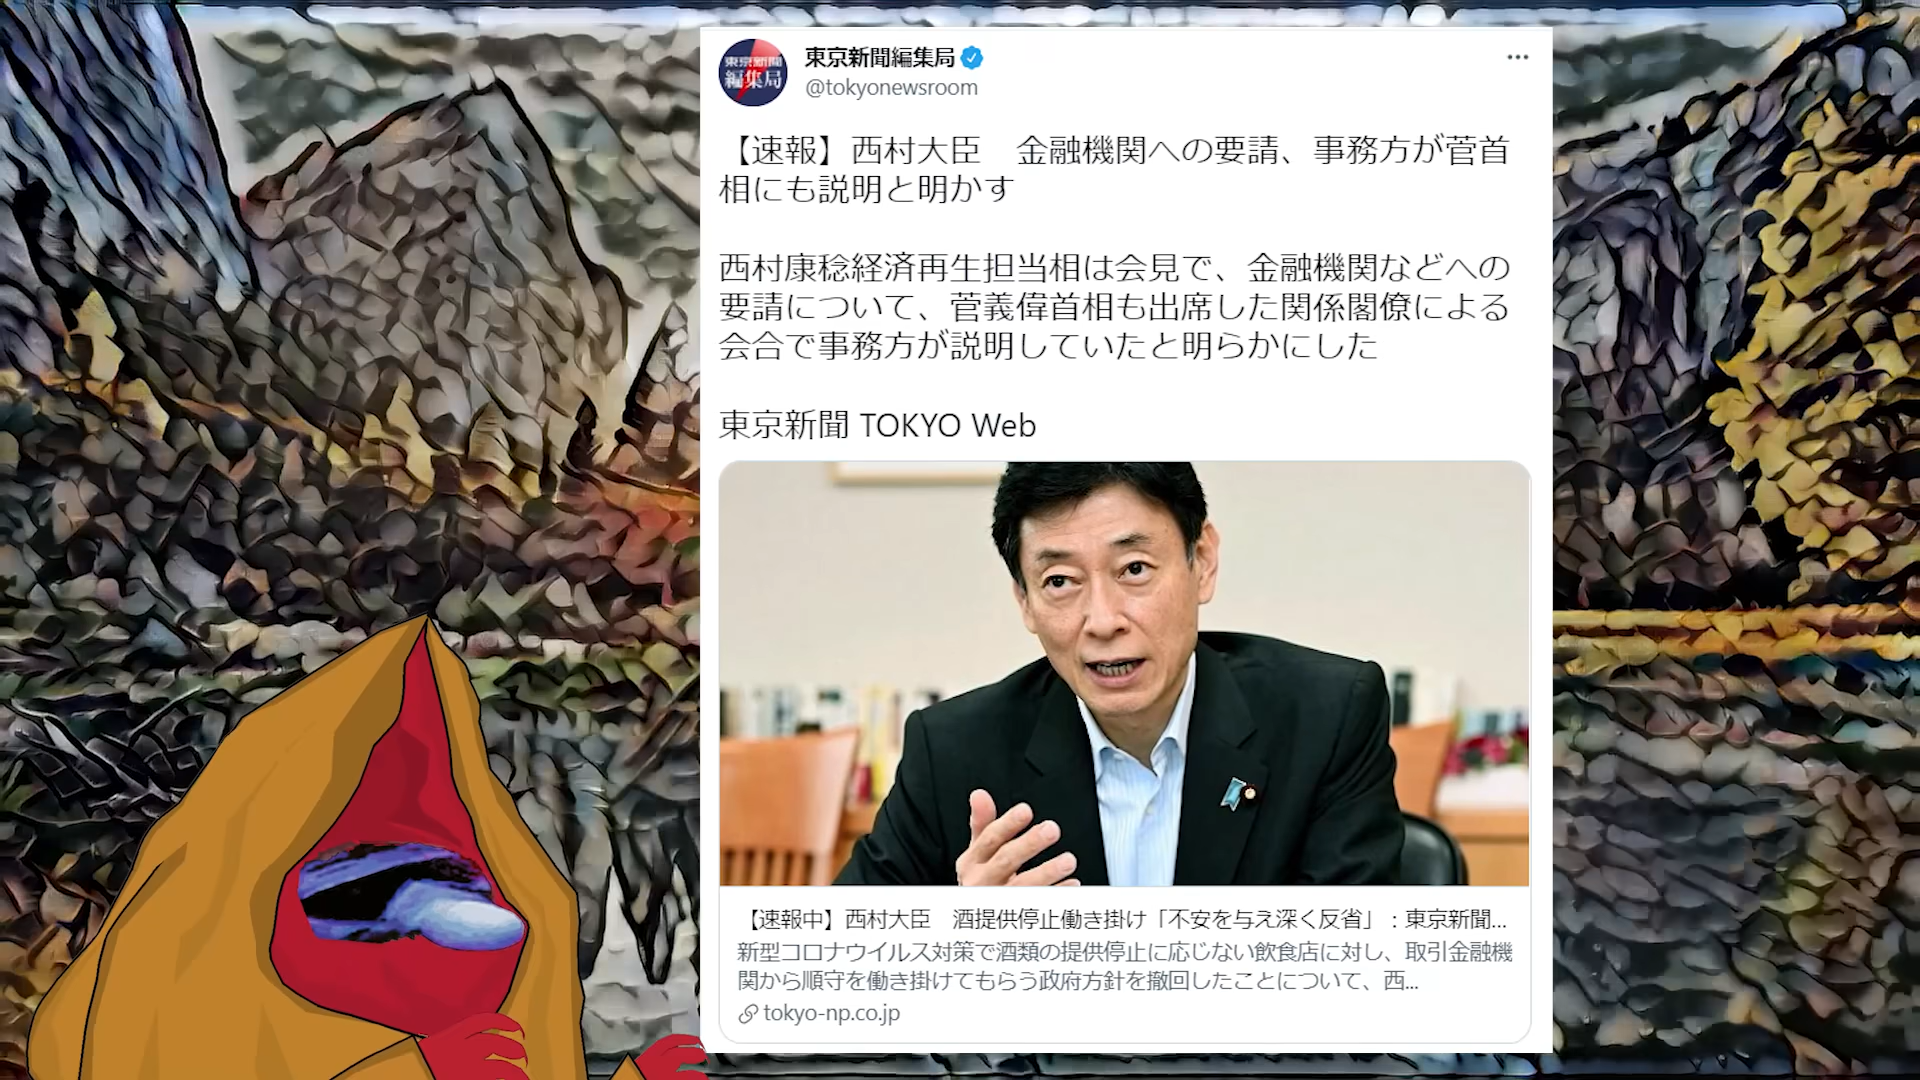 東京新聞
編集局
東京新聞編集局
@tokyonewsroom
【速報】西村大臣　金融機関への要請、事務方が菅首
相にも説明と明かす
西村康稔経済再生担当相は会見で、金融機関などへの
要請について、菅義偉首相も出席した関係閣僚による
会合で事務方が説明していたと明らかにした
東京新聞 TOKYO Web
【速報中】西村大臣　酒提供停止働き掛け「不安を与え深く反省」：東京新聞...
新型コロナウイルス対策で酒類の提供停止に応じない飲食店に対し、取引金融機
関から順守を働き掛けてもらう政府方針を撤回したことについて、西...
tokyo-np.co.jp